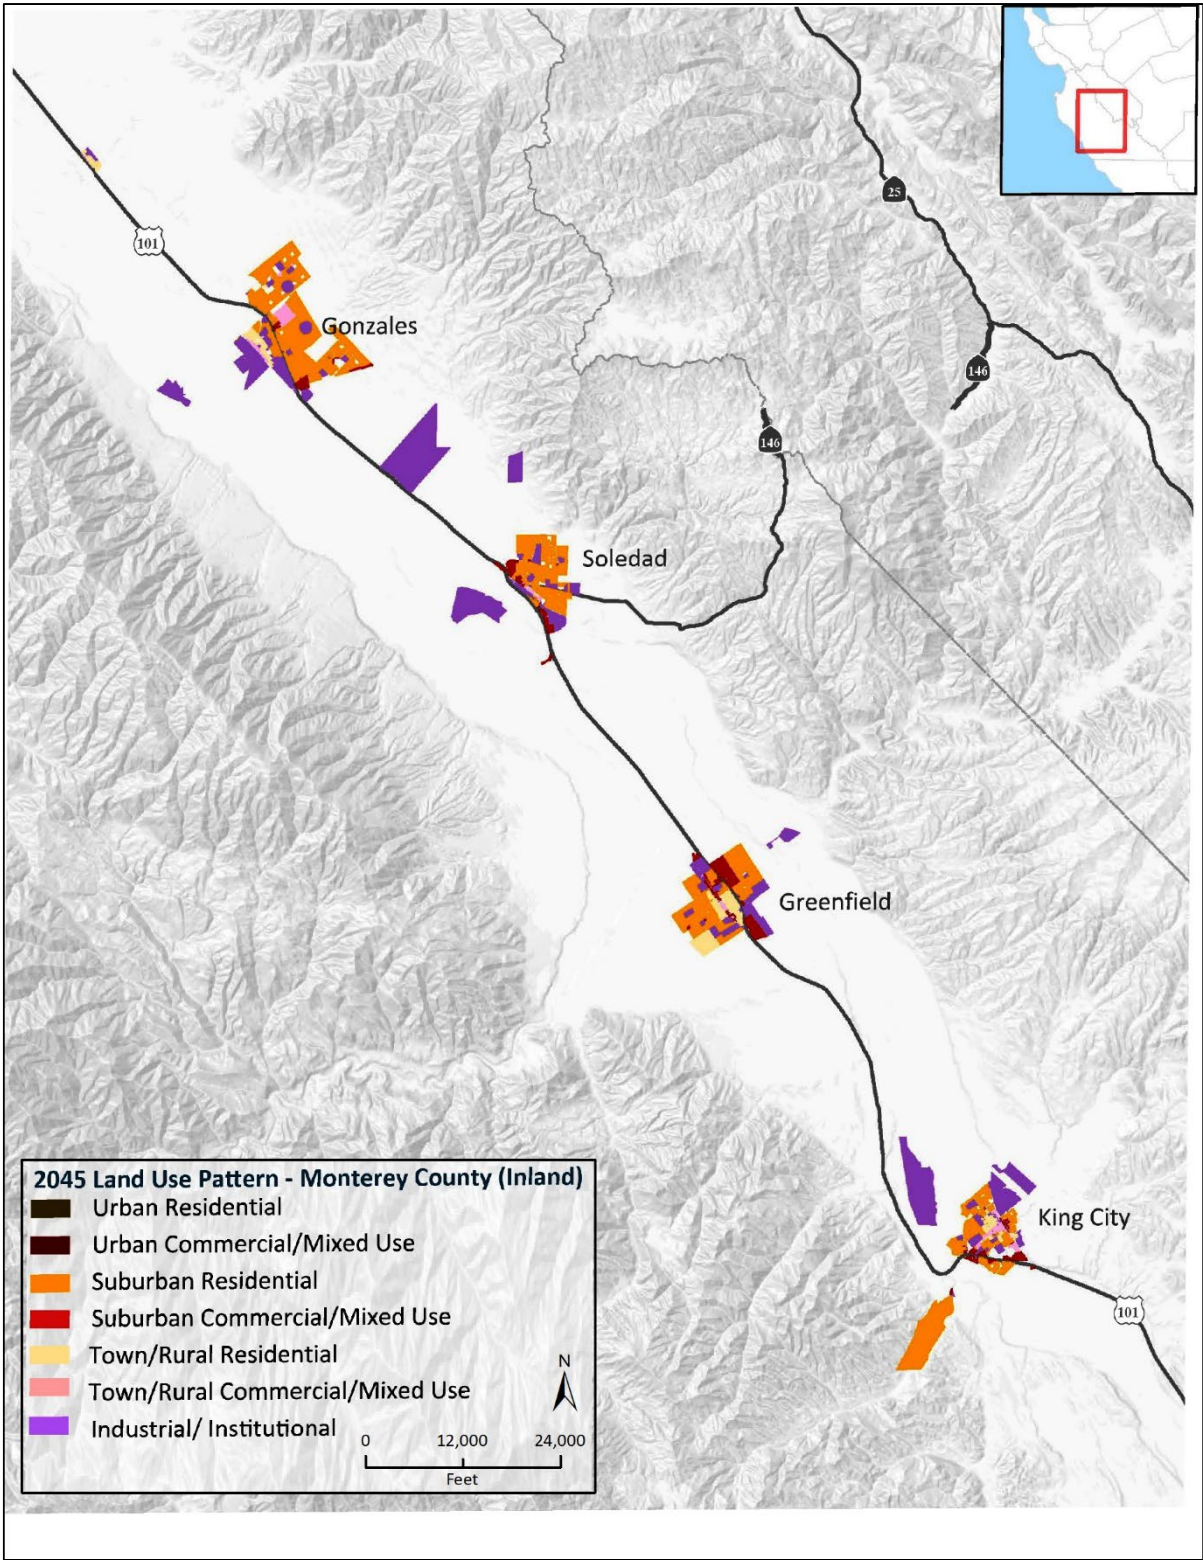 25
101
Gonzales
146
146
Soledad
Greenfield
King City
101
2045 Land Use Pattern - Monterey County (Inland)
Urban Residential
Urban Commercial/Mixed Use
Suburban Residential
Suburban Commercial/Mixed Use
Town/Rural Residential
Town/Rural Commercial/Mixed Use
Industrial/ Institutional
N
0 12,000 24,000
Feet